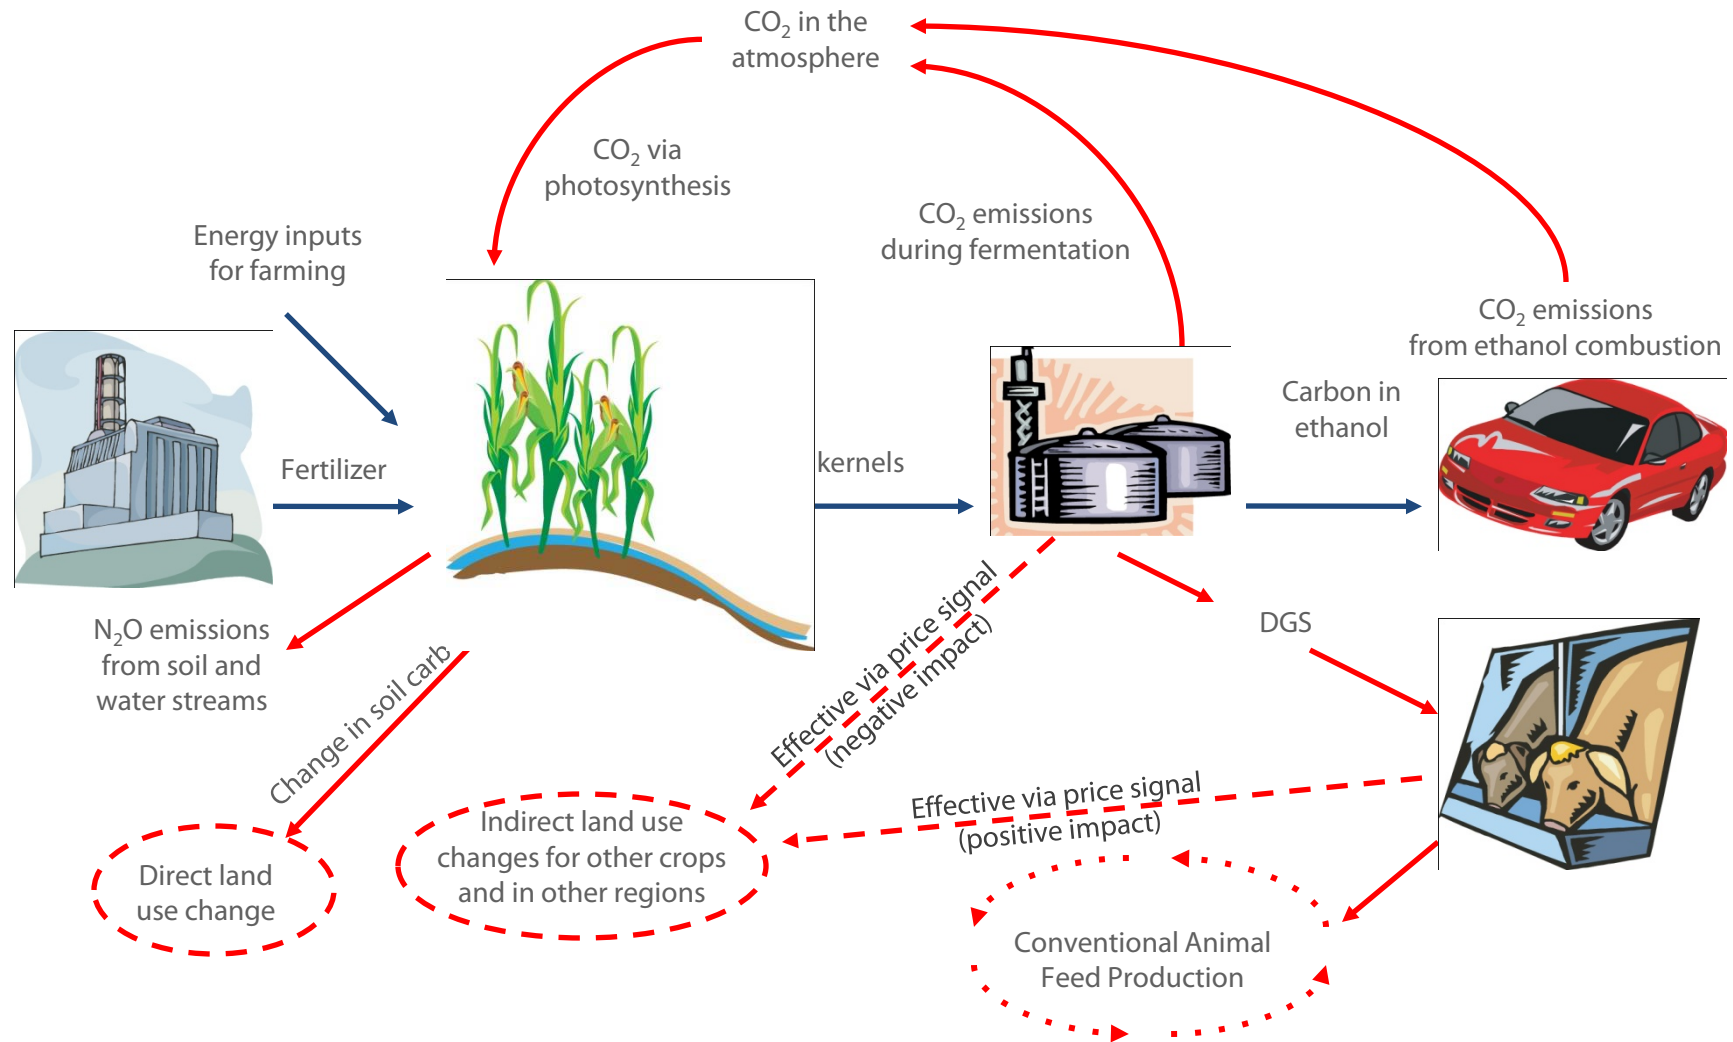 CO₂ in the
atmosphere
CO₂ via
photosynthesis
CO₂ emissions
during fermentation
Energy inputs
for farming
CO₂ emissions
from ethanol combustion
Carbon in
ethanol
Fertilizer
kernels
N₂O emissions
from soil and
water streams
Change in soil carb
Effective via price signal
(negative impact)
DGS
Effective via price signal
(positive impact)
Indirect land use
changes for other crops
and in other regions
Direct land
use change
Conventional Animal
Feed Production